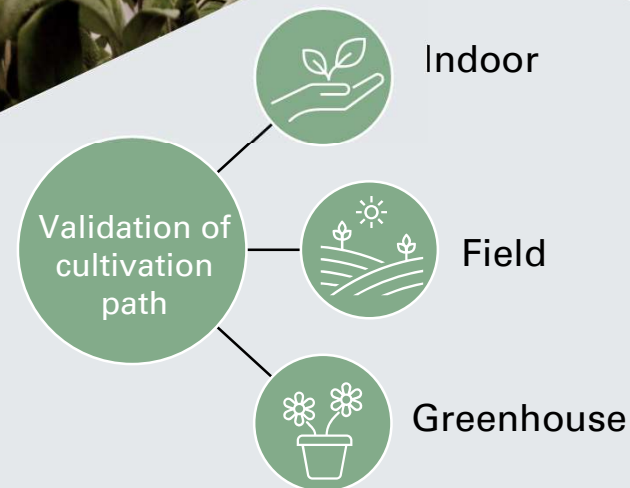 Indoor
Validation of
cultivation
path
Field
Greenhouse